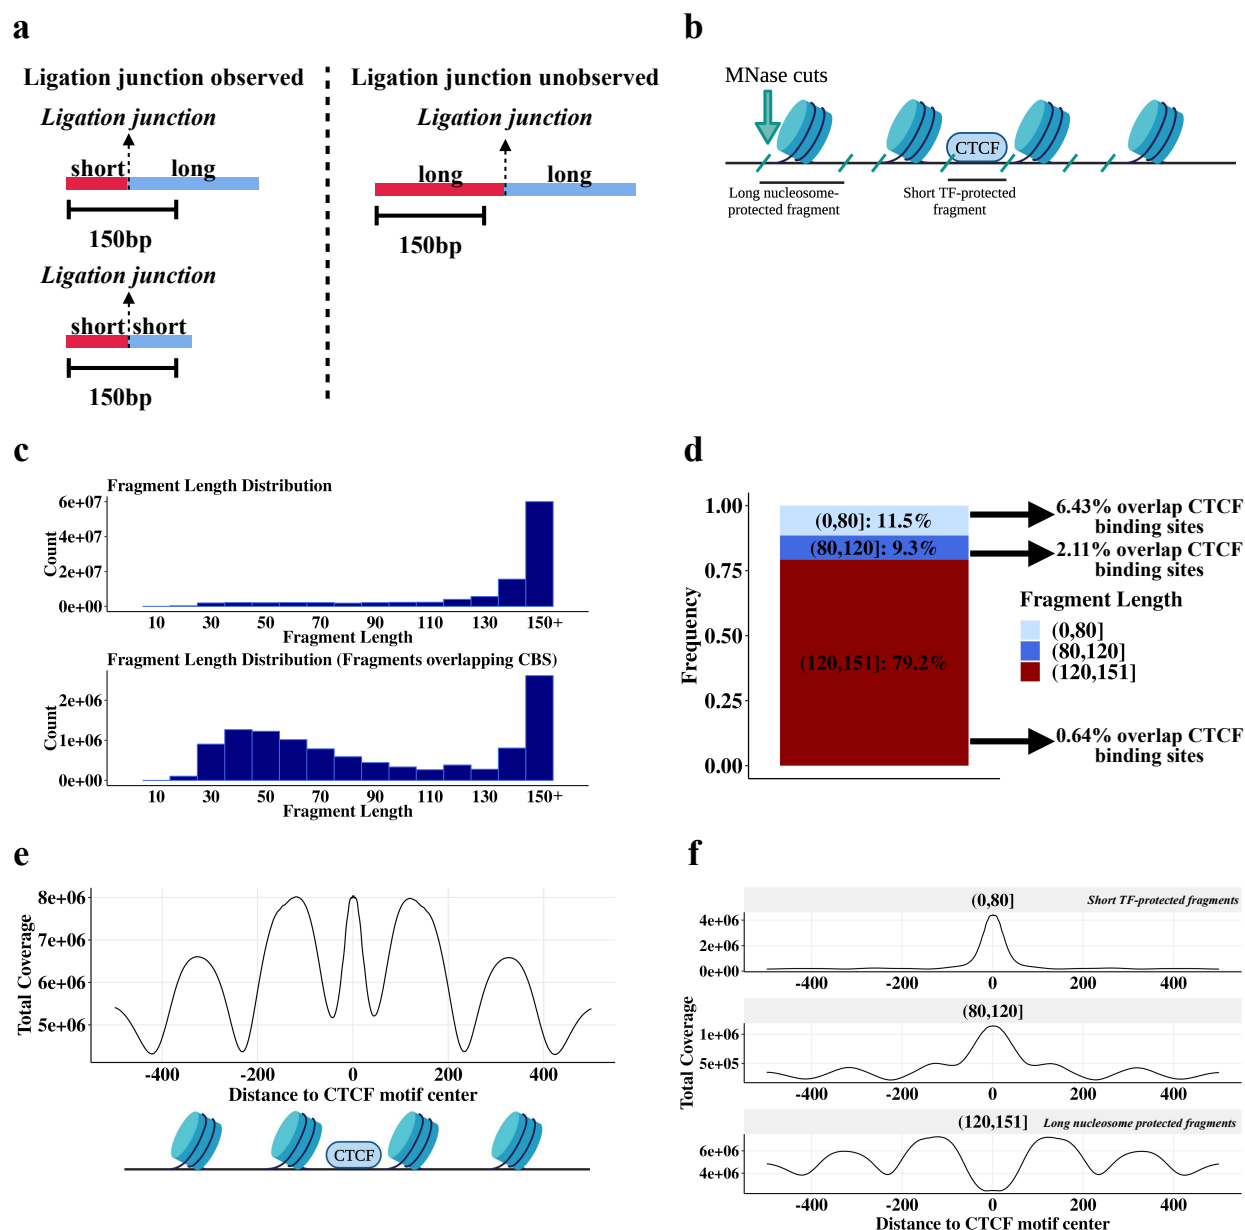 a
Ligation junction observed
Ligation junction unobserved
Ligation junction
short
long
150bp
Ligation junction
short
short
150bp
Ligation junction
long
long
150bp
b
MNase cuts
CTCF
Long nucleosome-
protected fragment
Short TF-protected
fragment
c
Fragment Length Distribution
Count
6e+07
4e+07
2e+07
0e+00
10 30 50 70 90 110 130 150+
Fragment Length
Fragment Length Distribution (Fragments overlapping CBS)
Count
2e+06
1e+06
0e+00
10 30 50 70 90 110 130 150+
Fragment Length
d
Frequency
1.00
0.75
0.50
0.25
0.00
(0,80]: 11.5%
(80,120]: 9.3%
(120,151]: 79.2%
6.43% overlap CTCF
binding sites
2.11% overlap CTCF
binding sites
Fragment Length
(0,80]
(80,120]
(120,151]
0.64% overlap CTCF
binding sites
e
Total Coverage
8e+06
7e+06
6e+06
5e+06
-400 -200 0 200 400
Distance to CTCF motif center
CTCF
f
Total Coverage
(0,80]
Short TF-protected fragments
4e+06
2e+06
0e+00
-400 -200 0 200 400
(80,120]
1e+06
5e+05
-400 -200 0 200 400
(120,151]
Long nucleosome protected fragments
6e+06
4e+06
-400 -200 0 200 400
Distance to CTCF motif center